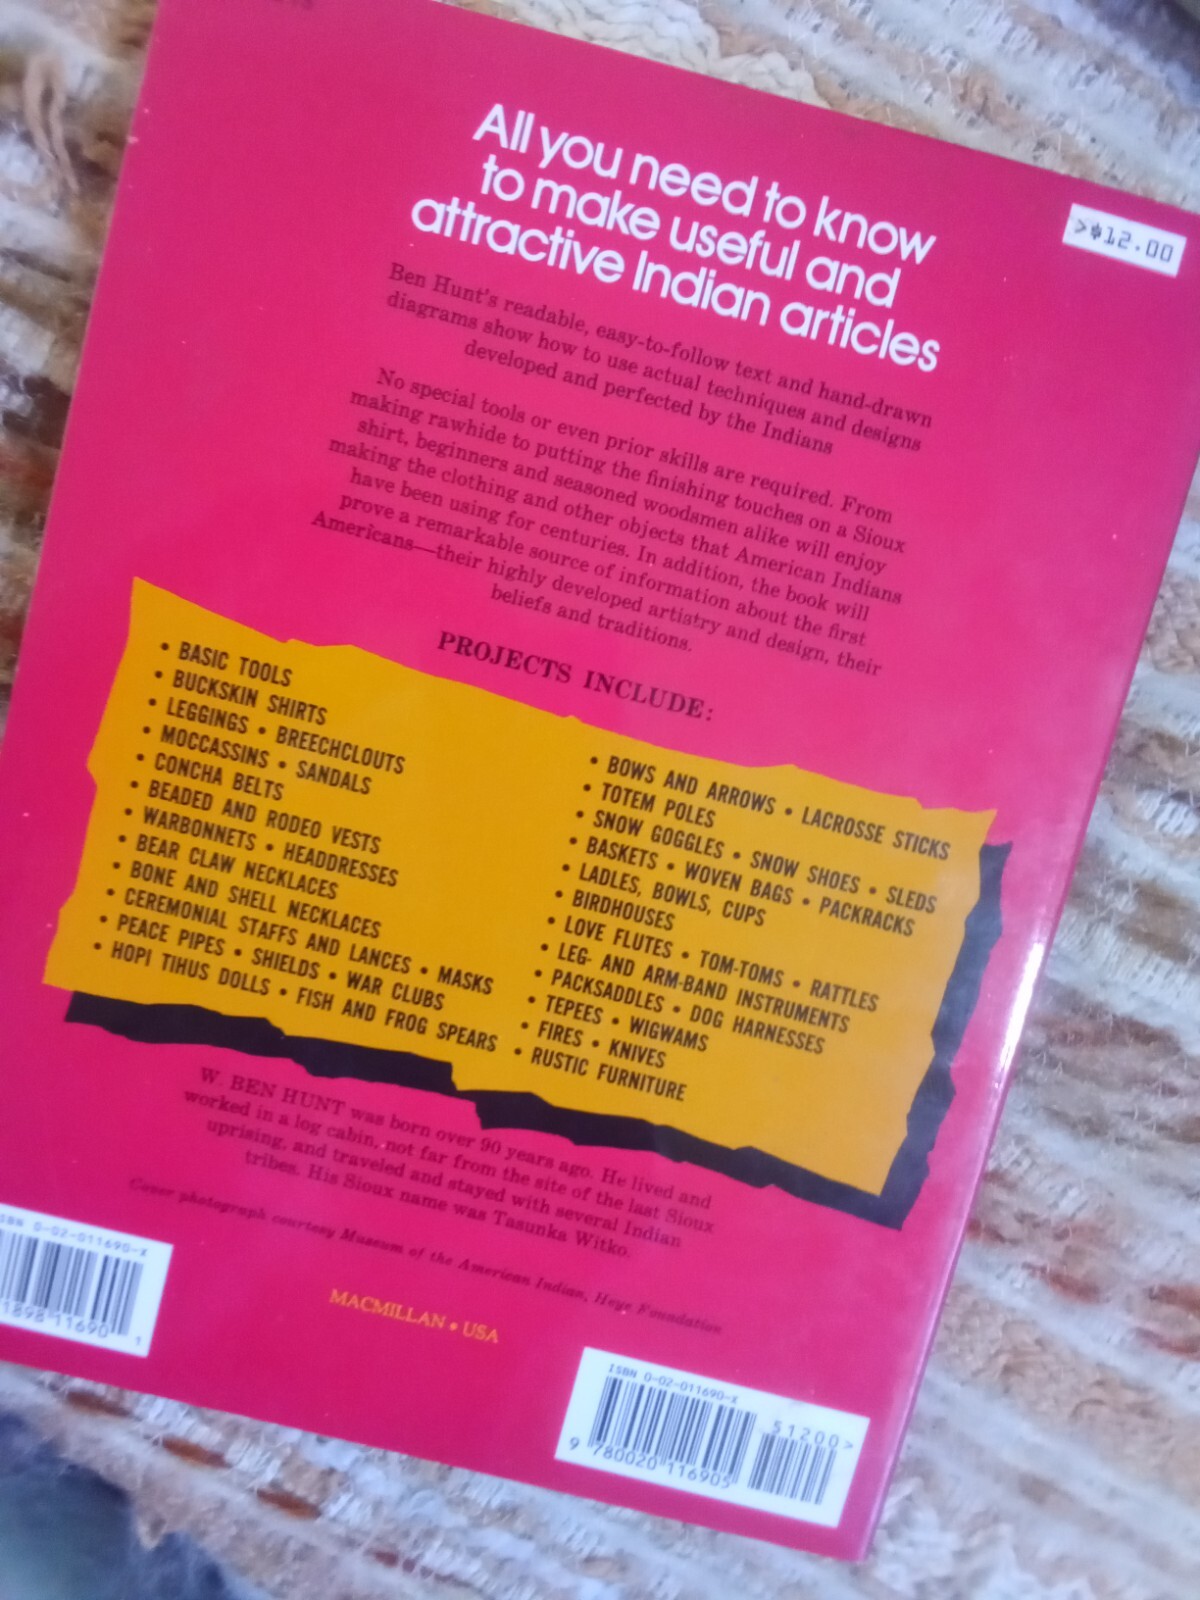 >$12.00
All you need to know
to make useful and
attractive Indian articles
Ben Hunt's readable, easy-to-follow text and hand-drawn
diagrams show how to use actual techniques and designs
developed and perfected by the Indians
No special tools or even prior skills are required. From
making rawhide to putting the finishing touches on a Sioux
shirt, beginners and seasoned woodsmen alike will enjoy
making the clothing and other objects that American Indians
have been using for centuries. In addition, the book will
prove a remarkable source of information about the first
Americans—their highly developed artistry and design, their
beliefs and traditions.
PROJECTS INCLUDE:
• BASIC TOOLS
• BUCKSKIN SHIRTS
• LEGGINGS • BREECHCLOUTS
• MOCCASSINS • SANDALS
• CONCHA BELTS
• BEADED AND RODEO VESTS
• WARBONNETS • HEADDRESSES
• BEAR CLAW NECKLACES
• BONE AND SHELL NECKLACES
• CEREMONIAL STAFFS AND LANCES • MASKS
• PEACE PIPES • SHIELDS • WAR CLUBS
• HOPI TIHUS DOLLS • FISH AND FROG SPEARS
• BOWS AND ARROWS • LACROSSE STICKS
• TOTEM POLES
• SNOW GOGGLES • SNOW SHOES • SLEDS
• BASKETS • WOVEN BAGS • PACKRACKS
• LADLES, BOWLS, CUPS
• BIRDHOUSES
• LOVE FLUTES • TOM-TOMS • RATTLES
• LEG- AND ARM-BAND INSTRUMENTS
• PACKSADDLES • DOG HARNESSES
• TEPEES • WIGWAMS
• FIRES • KNIVES
• RUSTIC FURNITURE
W. BEN HUNT was born over 90 years ago. He lived and
worked in a log cabin, not far from the site of the last Sioux
uprising, and traveled and stayed with several Indian
tribes. His Sioux name was Tasunka Witko.
Cover photograph courtesy Museum of the American Indian, Heye Foundation
MACMILLAN • USA
ISBN 0-02-011690-X
11690 1
ISBN 0-02-011690-X
51200>
9 780020 116905